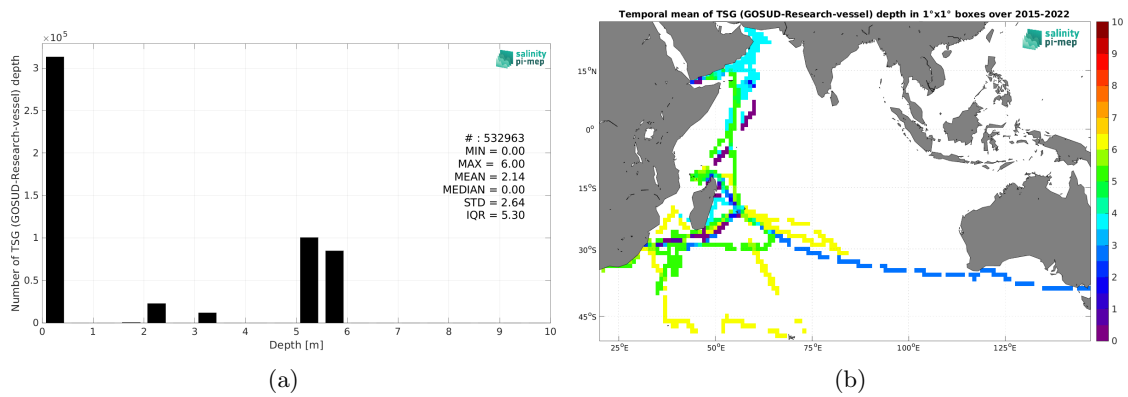 ×10⁵
salinity
pi-mep
3
2.5
2
1.5
1
0.5
0
Number of TSG (GOSUD-Research-vessel) depth
# : 532963
MIN = 0.00
MAX = 6.00
MEAN = 2.14
MEDIAN = 0.00
STD = 2.64
IQR = 5.30
0 1 2 3 4 5 6 7 8 9 10
Depth [m]
(a)
Temporal mean of TSG (GOSUD-Research-vessel) depth in 1°x1° boxes over 2015-2022
salinity
pi-mep
15°N
0°
15°S
30°S
45°S
25°E 50°E 75°E 100°E 125°E
10
9
8
7
6
5
4
3
2
1
0
(b)